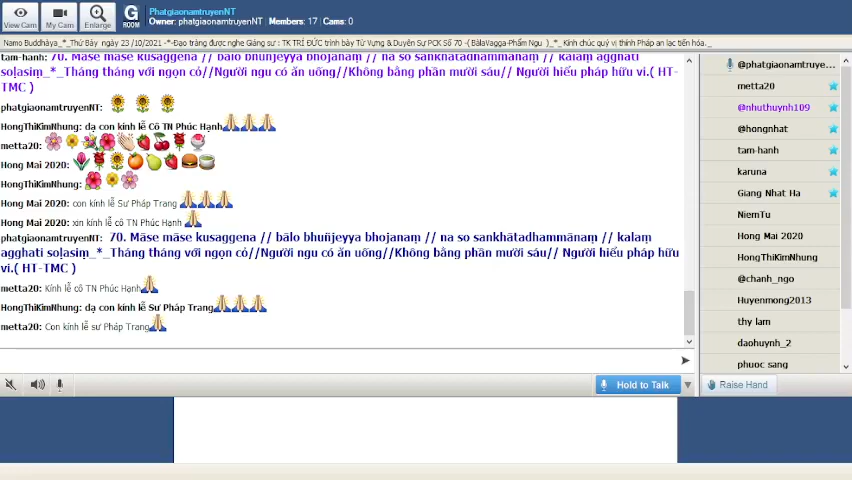 PhatgiaonamtruyenNT
Owner: phatgiaonamtruyenNT | Members: 17 | Cams: 0
View Cam My Cam Enlarge G ROOM
Namo Buddhāya_*_Thứ Bảy ngày 23 /10/2021 -*-Đạo tràng được nghe Giảng sư : TK TRÍ ĐỨC trình bày Từ Vựng & Duyên Sự PCK Số 70 -( BālaVagga-Phẩm Ngu )_*_ Kính chúc quý vị thính Pháp an lạc tiến hóa._
tam-hanh: 70. Māse māse kusaggena // bālo bhuñjeyya bhojanaṃ // na so sankhātadhammānaṃ // kalaṃ agghati
soḷasiṃ_*_Tháng tháng với ngọn cỏ//Người ngu có ăn uống//Không bằng phần mười sáu// Người hiểu pháp hữu vi.( HT-
TMC )
phatgiaonamtruyenNT:
HongThiKimNhung: dạ con kính lễ Cô TN Phúc Hạnh
metta20:
Hong Mai 2020:
HongThiKimNhung:
Hong Mai 2020: con kính lễ Sư Pháp Trang
Hong Mai 2020: xin kính lễ cô TN Phúc Hạnh
phatgiaonamtruyenNT: 70. Māse māse kusaggena // bālo bhuñjeyya bhojanaṃ // na so sankhātadhammānaṃ // kalaṃ
agghati soḷasiṃ_*_Tháng tháng với ngọn cỏ//Người ngu có ăn uống//Không bằng phần mười sáu// Người hiểu pháp hữu
vi.( HT-TMC )
metta20: Kính lễ cô TN Phúc Hạnh
HongThiKimNhung: dạ con kính lễ Sư Pháp Trang
metta20: Con kính lễ sư Pháp Trang
Hold to Talk
Raise Hand
@phatgiaonamtruye...
metta20
@nhuthuynh109
@hongnhat
tam-hanh
karuna
Giang Nhat Ha
NiemTu
Hong Mai 2020
HongThiKimNhung
@chanh_ngo
Huyenmong2013
thy lam
daohuynh_2
phuoc sang